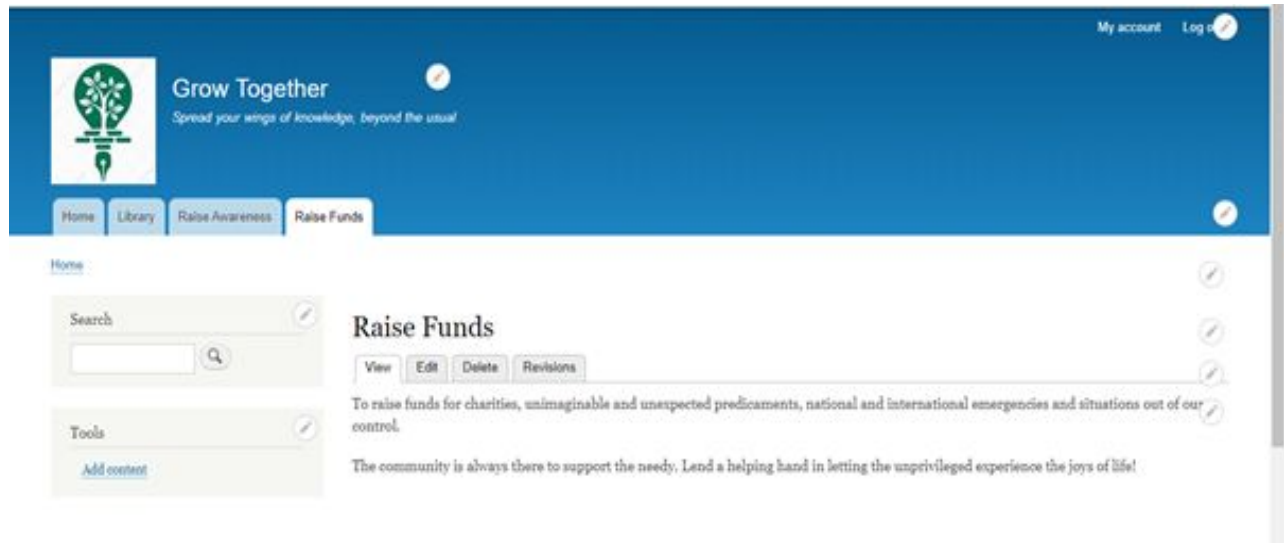 My account Log o
Grow Together
Spread your wings of knowledge, beyond the usual
Home Library Raise Awareness Raise Funds
Home
Search
Raise Funds
View Edit Delete Revisions
To raise funds for charities, unimaginable and unexpected predicaments, national and international emergencies and situations out of our
control.
Tools
Add content
The community is always there to support the needy. Lend a helping hand in letting the unprivileged experience the joys of life!